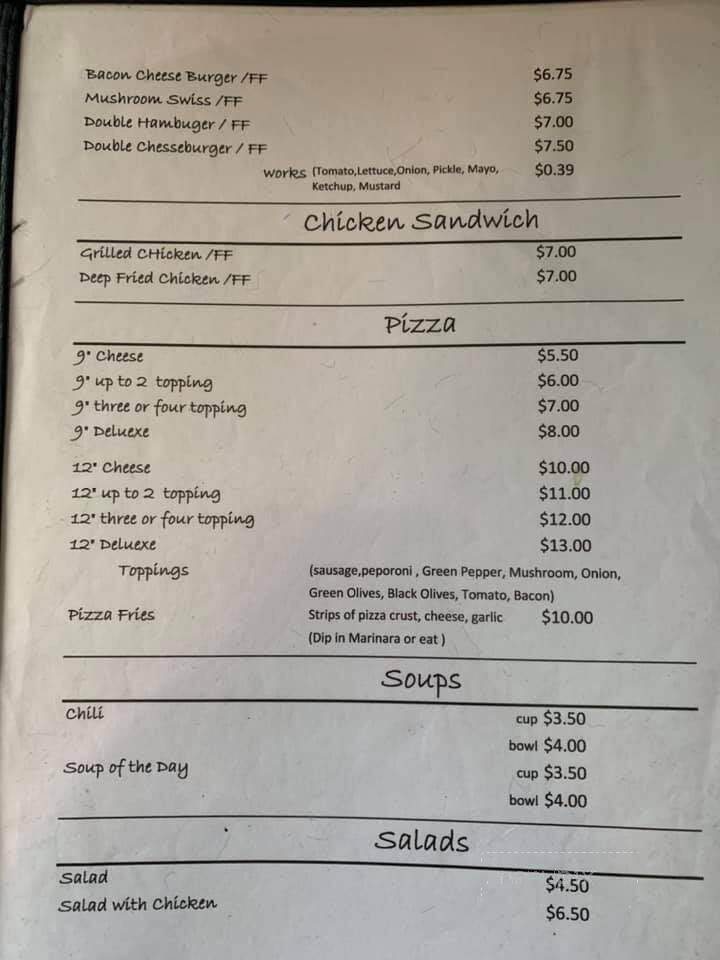 Bacon Cheese Burger /FF $6.75
Mushroom Swiss /FF $6.75
Double Hambuger / FF $7.00
Double Chesseburger / FF $7.50
works (Tomato,Lettuce,Onion, Pickle, Mayo, $0.39
Ketchup, Mustard
Chicken Sandwich
Grilled CHicken /FF $7.00
Deep Fried Chicken /FF $7.00
Pizza
9" Cheese $5.50
9" up to 2 topping $6.00
9" three or four topping $7.00
9" Deluexe $8.00
12" Cheese $10.00
12" up to 2 topping $11.00
12" three or four topping $12.00
12" Deluexe $13.00
Toppings (sausage,peporoni , Green Pepper, Mushroom, Onion,
Green Olives, Black Olives, Tomato, Bacon)
Pizza Fries Strips of pizza crust, cheese, garlic $10.00
(Dip in Marinara or eat )
Soups
Chili cup $3.50
bowl $4.00
Soup of the Day cup $3.50
bowl $4.00
Salads
Salad $4.50
Salad with Chicken $6.50